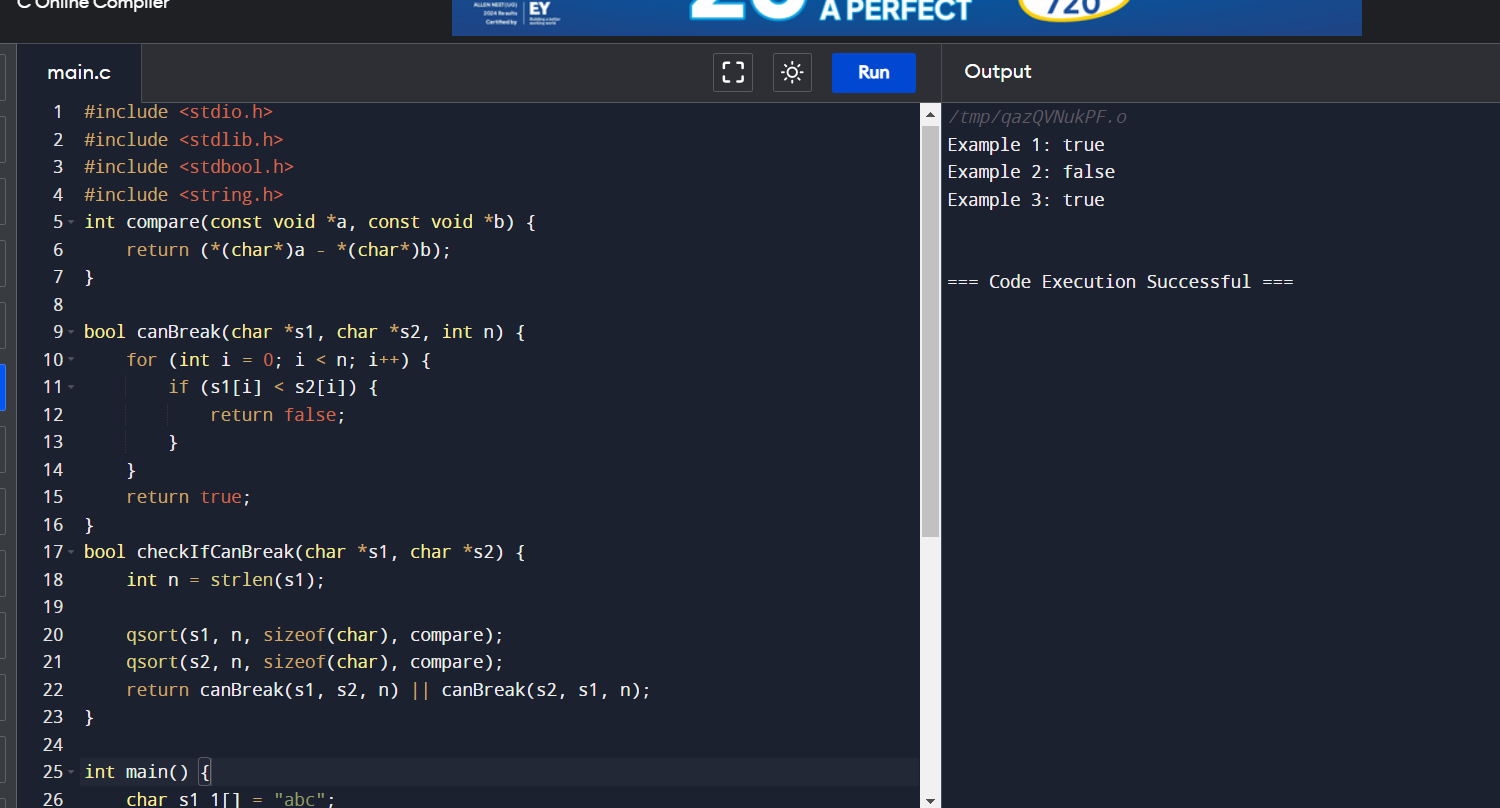 C Online Compiler
ALLEN NEET(UG)
2024 Results
Certified by
EY
Building a better
working world
A PERFECT
720
main.c
Run
Output
1 #include <stdio.h>
2 #include <stdlib.h>
3 #include <stdbool.h>
4 #include <string.h>
5 int compare(const void *a, const void *b) {
6     return (*(char*)a - *(char*)b);
7 }
8
9 bool canBreak(char *s1, char *s2, int n) {
10     for (int i = 0; i < n; i++) {
11         if (s1[i] < s2[i]) {
12             return false;
13         }
14     }
15     return true;
16 }
17 bool checkIfCanBreak(char *s1, char *s2) {
18     int n = strlen(s1);
19
20     qsort(s1, n, sizeof(char), compare);
21     qsort(s2, n, sizeof(char), compare);
22     return canBreak(s1, s2, n) || canBreak(s2, s1, n);
23 }
24
25 int main() {
26     char s1_1[] = "abc";
/tmp/qazQVNukPF.o
Example 1: true
Example 2: false
Example 3: true
=== Code Execution Successful ===